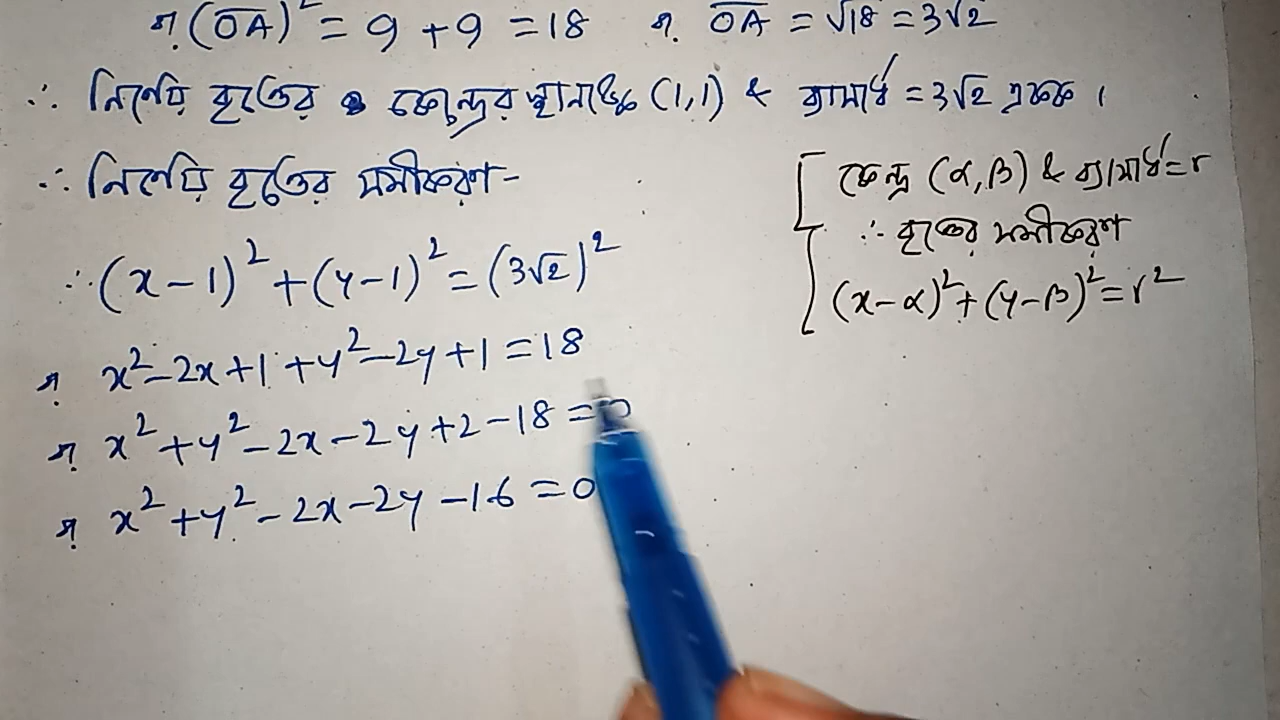 বা, (OA)² = 9 + 9 = 18 বা, OA = √18 = 3√2
∴ নির্ণেয় বৃত্তের কেন্দ্রের স্থানাঙ্ক (1,1) & ব্যাসার্ধ = 3√2 একক ।
∴ নির্ণেয় বৃত্তের সমীকরণ -
∴ (x-1)² + (y-1)² = (3√2)²
বা, x² - 2x + 1 + y² - 2y + 1 = 18
বা, x² + y² - 2x - 2y + 2 - 18 = 0
বা, x² + y² - 2x - 2y - 16 = 0
কেন্দ্র (α, β) & ব্যাসার্ধ = r
∴ বৃত্তের সমীকরণ
(x-α)² + (y-β)² = r²